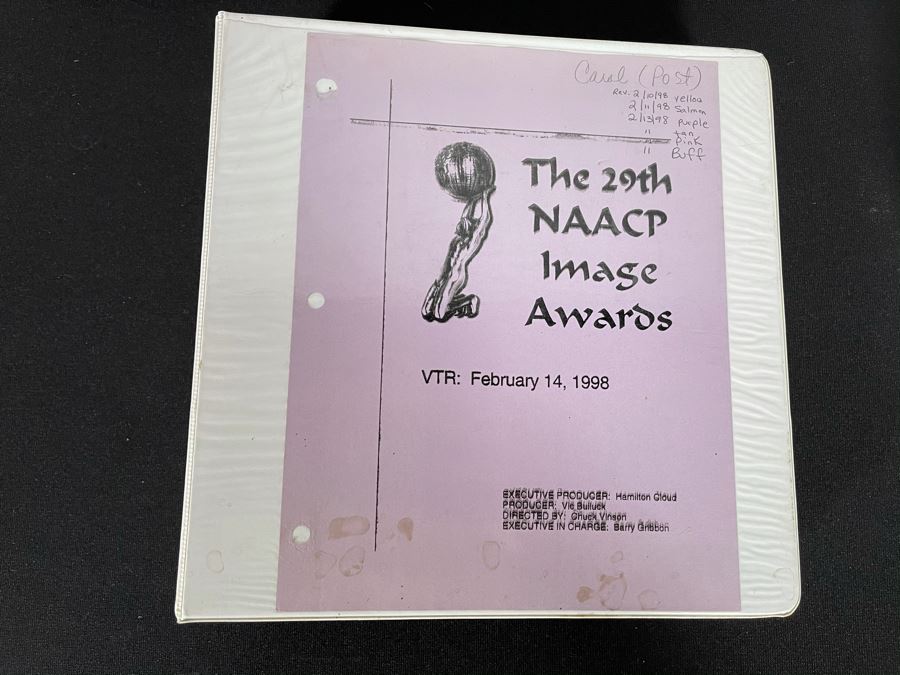 Carol (Post)
Rev. 2/10/98 yellow
2/11/98 Salmon
2/13/98 purple
" tan
" Pink
" Buff
The 29th
NAACP
Image
Awards
VTR: February 14, 1998
EXECUTIVE PRODUCER: Hamilton Cloud
PRODUCER: Vic Bulluck
DIRECTED BY: Chuck Vinson
EXECUTIVE IN CHARGE: Barry Gribbon